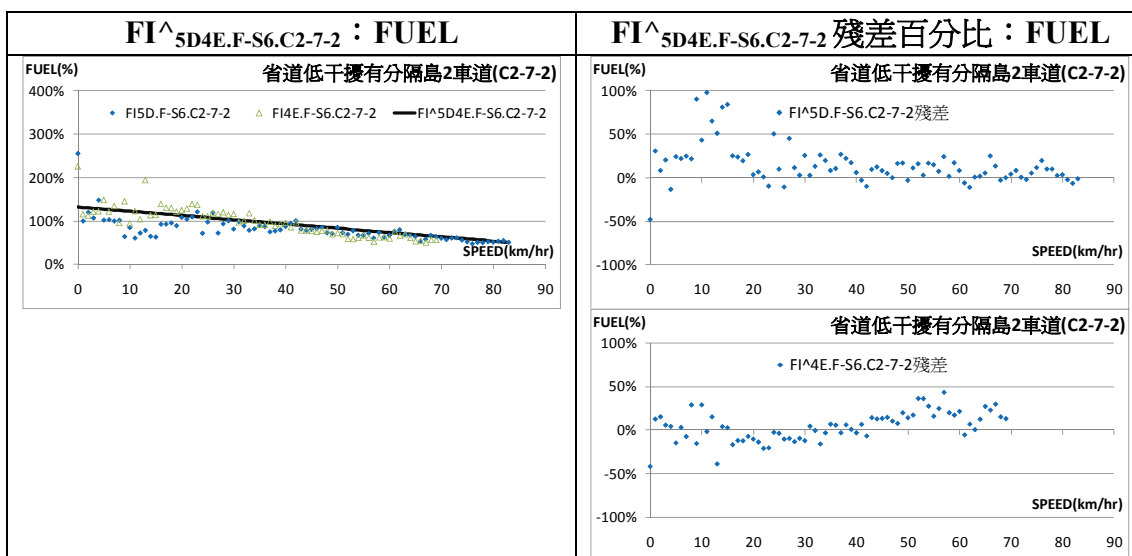 FI^5D4E.F-S6.C2-7-2：FUEL
FI^5D4E.F-S6.C2-7-2 殘差百分比：FUEL
FUEL(%)
省道低干擾有分隔島2車道(C2-7-2)
400%
FI5D.F-S6.C2-7-2 FI4E.F-S6.C2-7-2 FI^5D4E.F-S6.C2-7-2
300%
200%
100%
SPEED(km/hr)
0%
0 10 20 30 40 50 60 70 80 90
FUEL(%)
省道低干擾有分隔島2車道(C2-7-2)
100%
FI^5D.F-S6.C2-7-2殘差
50%
0%
-50%
SPEED(km/hr)
-100%
0 10 20 30 40 50 60 70 80 90
FUEL(%)
省道低干擾有分隔島2車道(C2-7-2)
100%
FI^4E.F-S6.C2-7-2殘差
50%
0%
-50%
SPEED(km/hr)
-100%
0 10 20 30 40 50 60 70 80 90